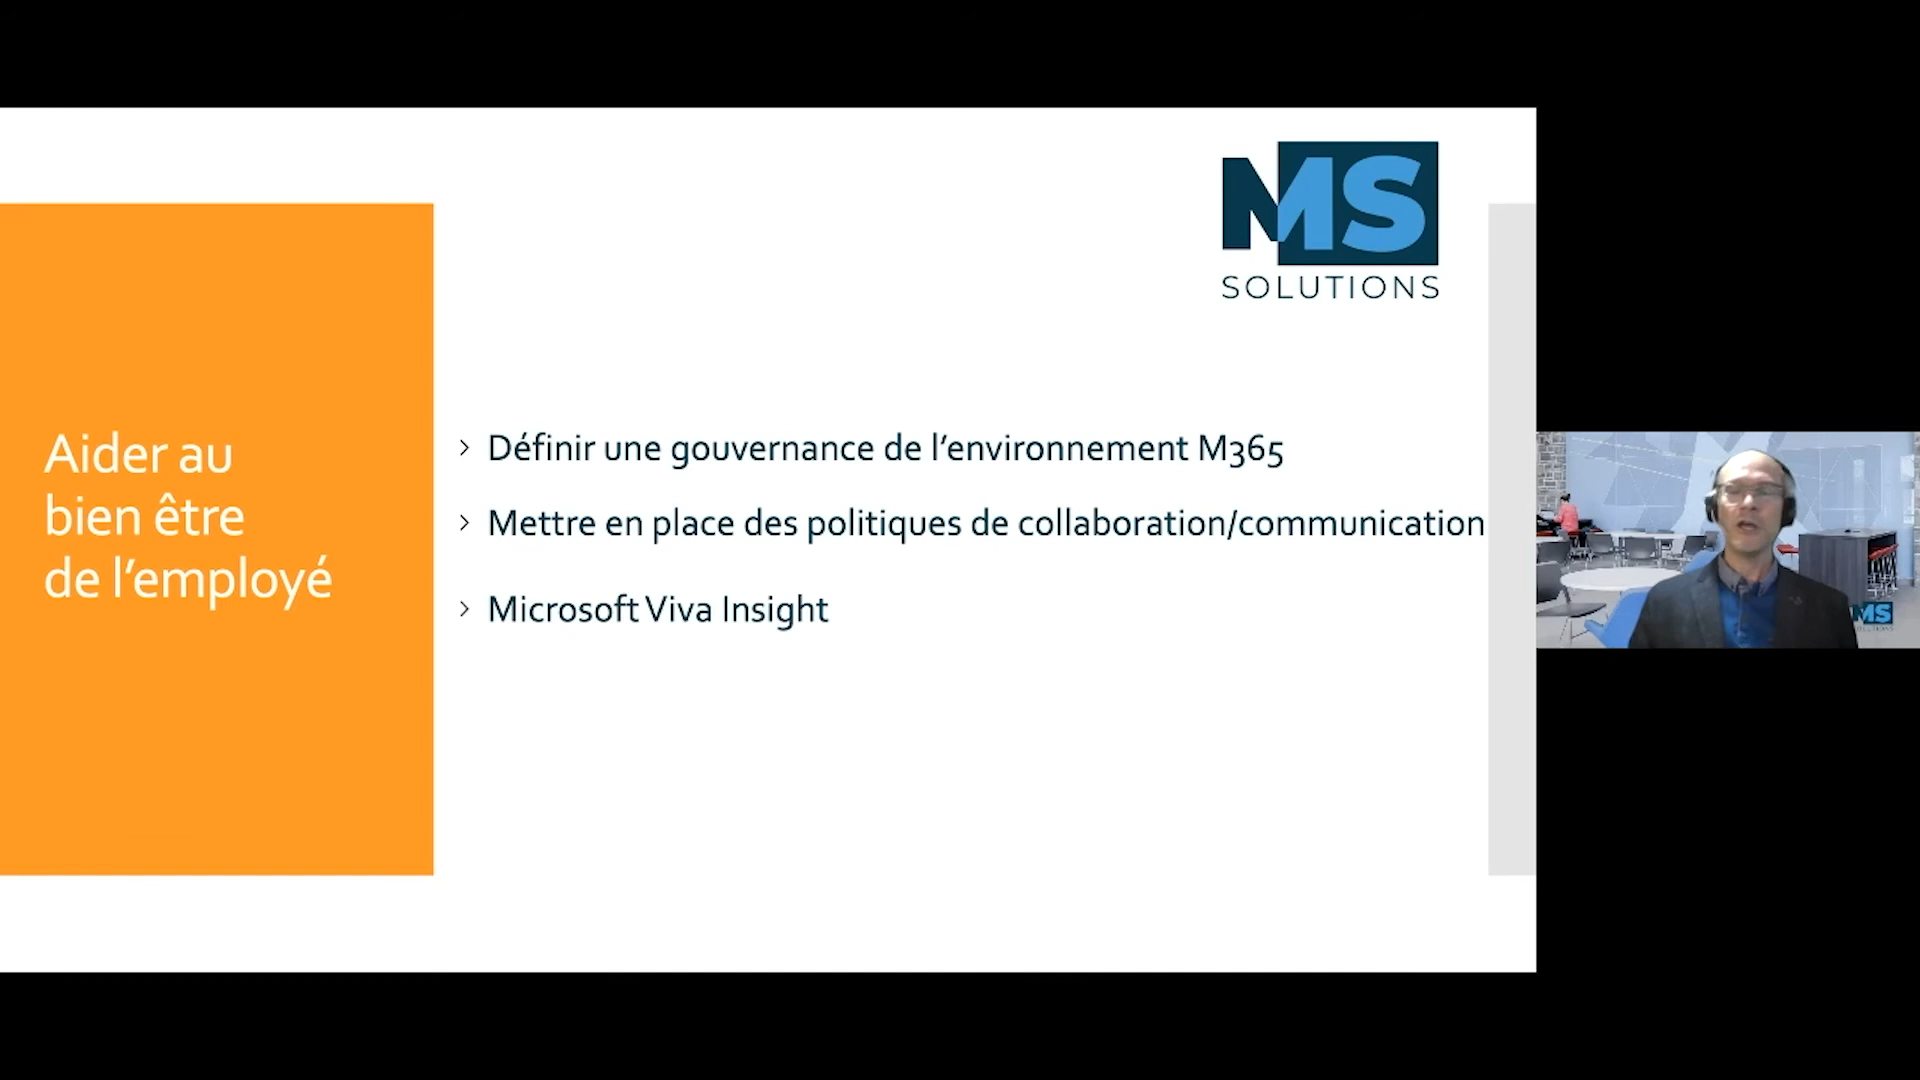 MS
SOLUTIONS
Aider au
bien être
de l’employé
› Définir une gouvernance de l’environnement M365
› Mettre en place des politiques de collaboration/communication
› Microsoft Viva Insight
MS